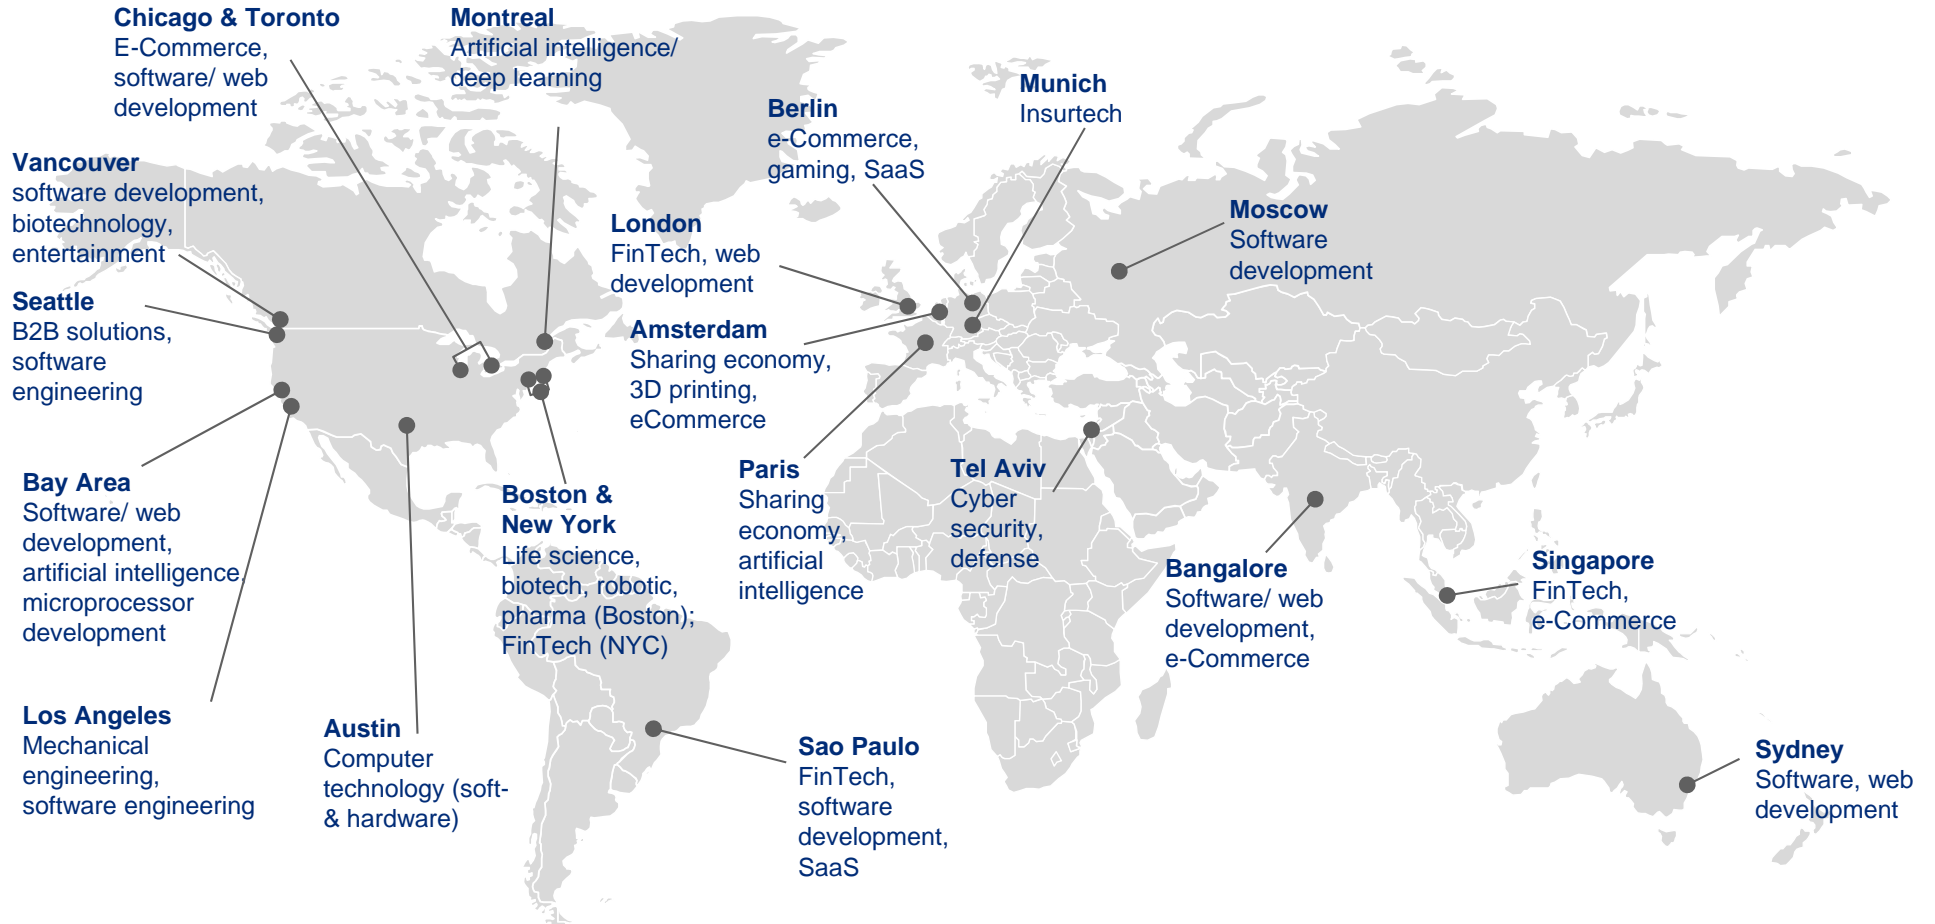 Chicago & Toronto
E-Commerce,
software/ web
development
Montreal
Artificial intelligence/
deep learning
Munich
Insurtech
Berlin
e-Commerce,
gaming, SaaS
Vancouver
software development,
biotechnology,
entertainment
Moscow
Software
development
London
FinTech, web
development
Seattle
B2B solutions,
software
engineering
Amsterdam
Sharing economy,
3D printing,
eCommerce
Bay Area
Software/ web
development,
artificial intelligence,
microprocessor
development
Boston &
New York
Life science,
biotech, robotic,
pharma (Boston);
FinTech (NYC)
Paris
Sharing
economy,
artificial
intelligence
Tel Aviv
Cyber
security,
defense
Bangalore
Software/ web
development,
e-Commerce
Singapore
FinTech,
e-Commerce
Los Angeles
Mechanical
engineering,
software engineering
Austin
Computer
technology (soft-
& hardware)
Sao Paulo
FinTech,
software
development,
SaaS
Sydney
Software, web
development